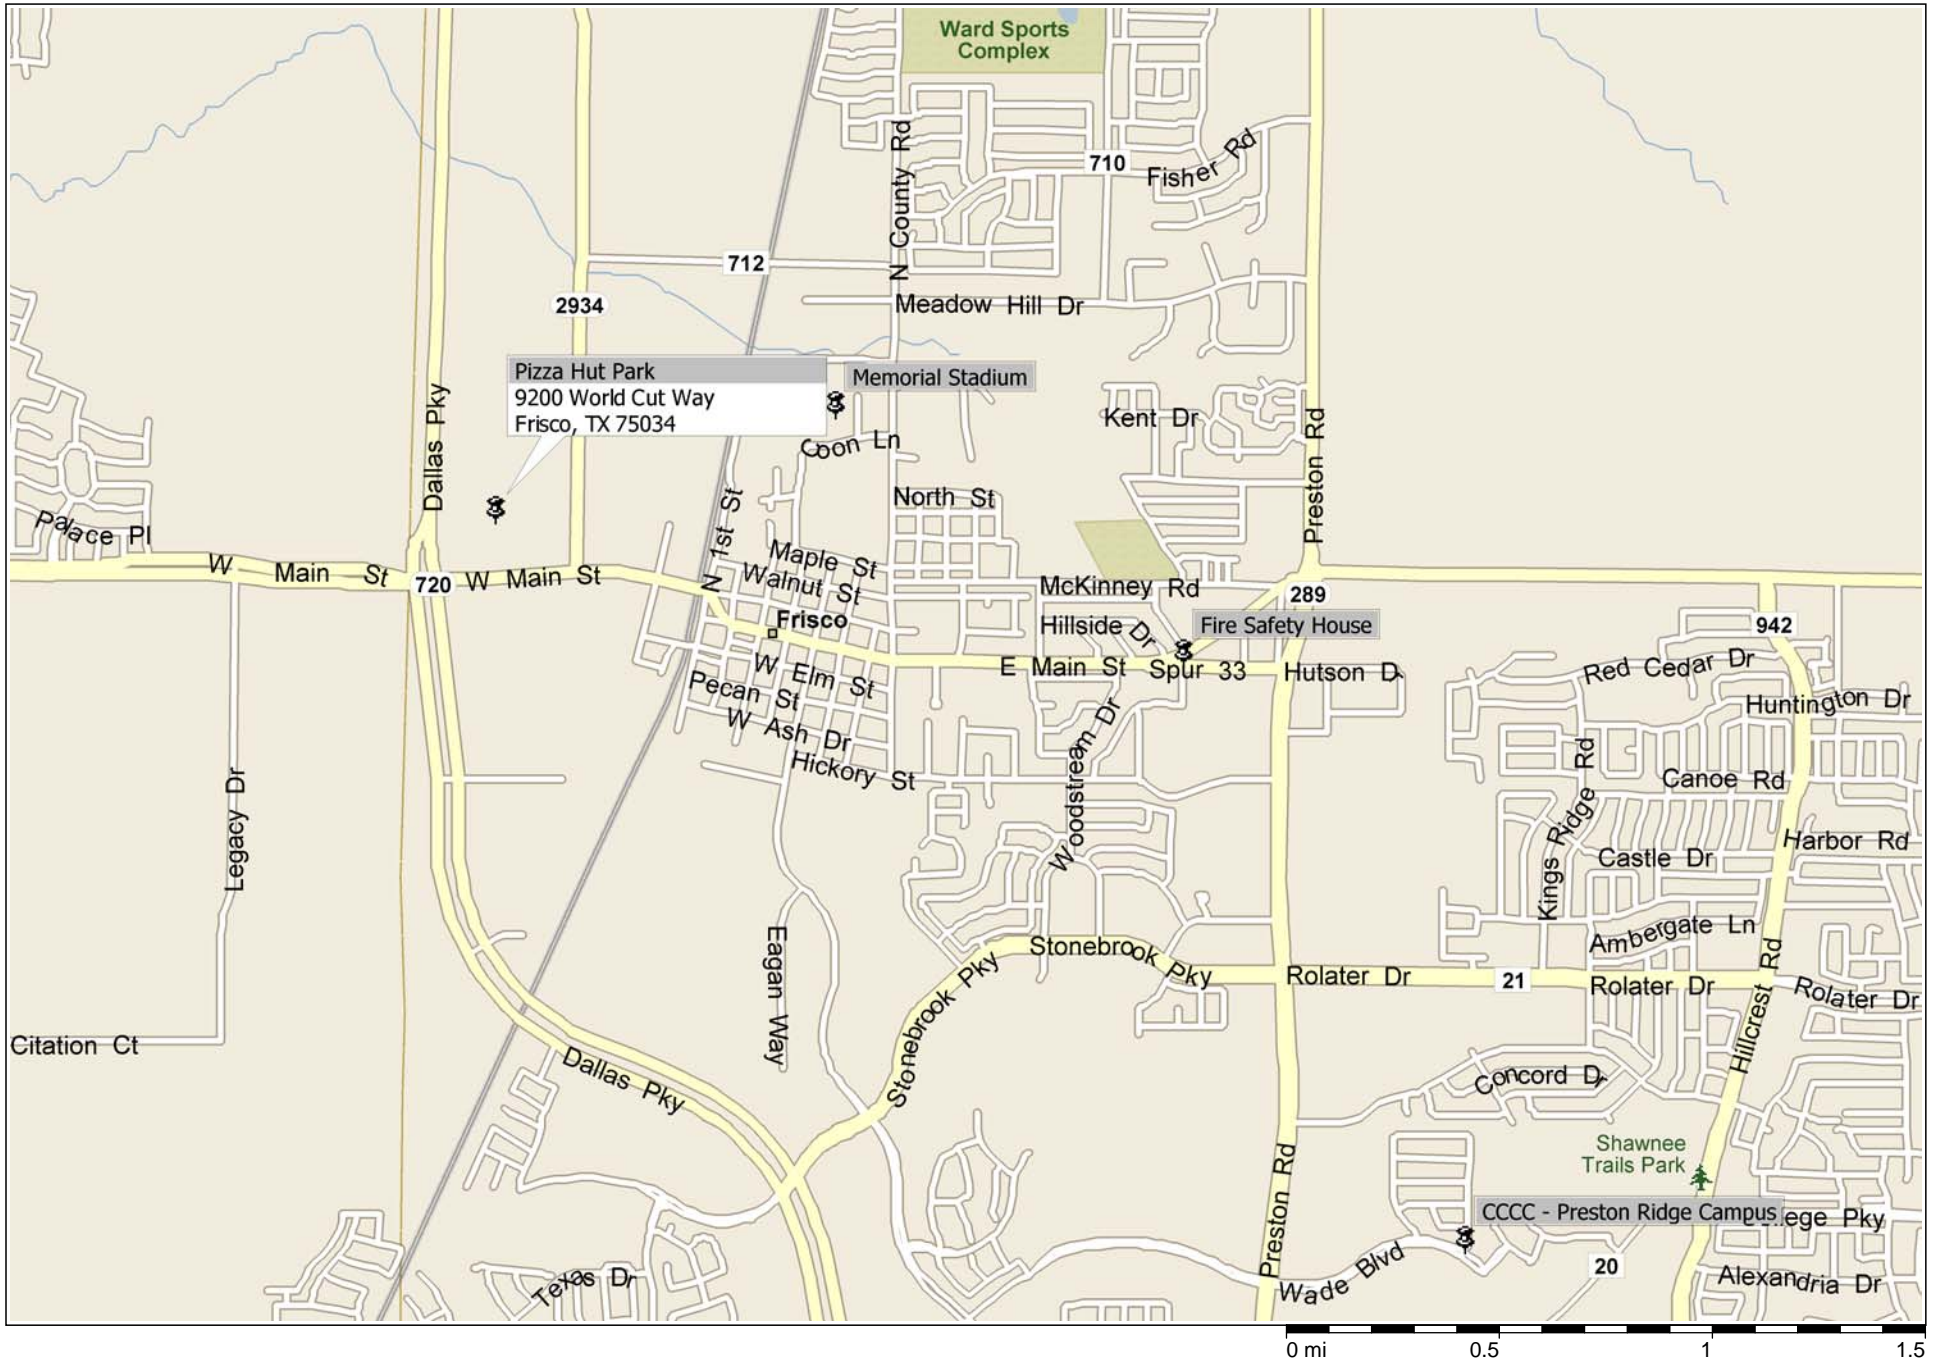 Ward Sports
Complex
N County Rd
710
Fisher Rd
712
2934
Meadow Hill Dr
Pizza Hut Park
9200 World Cut Way
Frisco, TX 75034
Memorial Stadium
Dallas Pky
Kent Dr
Preston Rd
Coon Ln
North St
N 1st St
Palace Pl
Maple St
W Main St
720
W Main St
Walnut St
McKinney Rd
289
Frisco
Hillside Dr
Fire Safety House
942
W Elm St
E Main St
Spur 33
Hutson D
Red Cedar Dr
Pecan St
Huntington Dr
W Ash Dr
Woodstream Dr
Hickory St
Kings Ridge Rd
Canoe Rd
Legacy Dr
Harbor Rd
Castle Dr
Ambergate Ln
Eagan Way
Stonebrook Pky
Stonebrook Pky
Rolater Dr
21
Rolater Dr
Rolater Dr
Hillcrest Rd
Citation Ct
Dallas Pky
Concord Dr
Shawnee
Trails Park
Preston Rd
CCCC - Preston Ridge Campus
Pky
Wade Blvd
20
Texas Dr
Alexandria Dr
0 mi
0.5
1
1.5